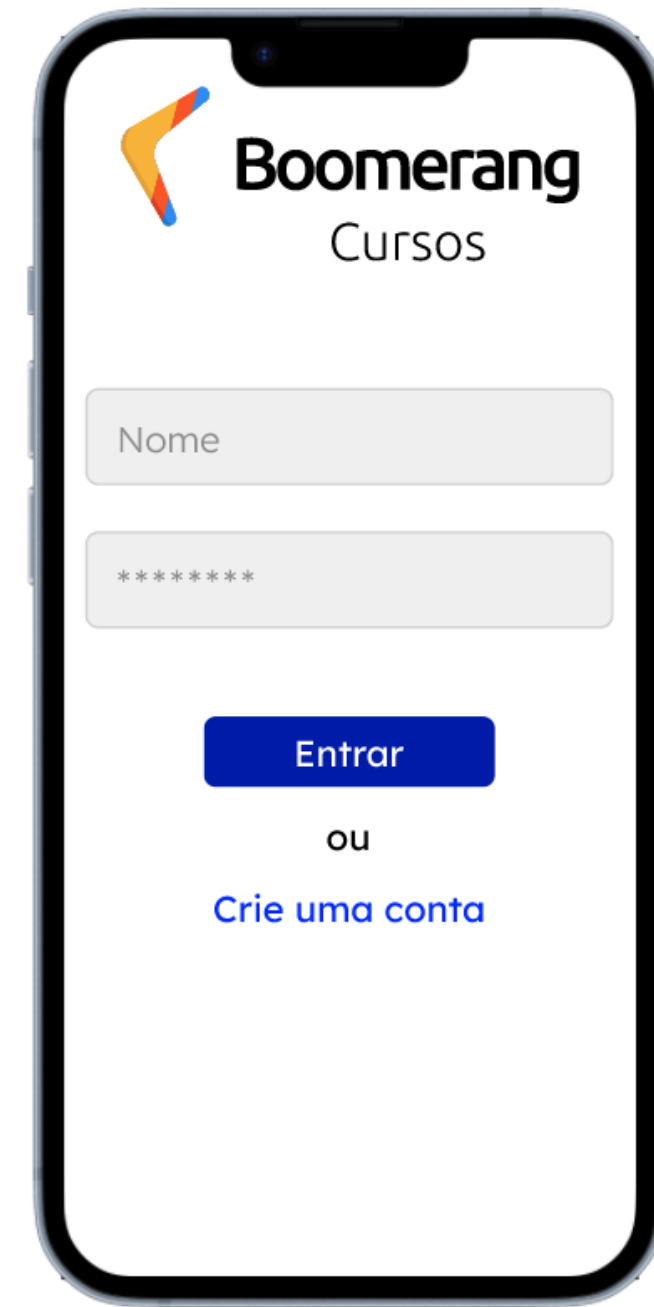 Boomerang
Cursos
Nome
********
Entrar
ou
Crie uma conta